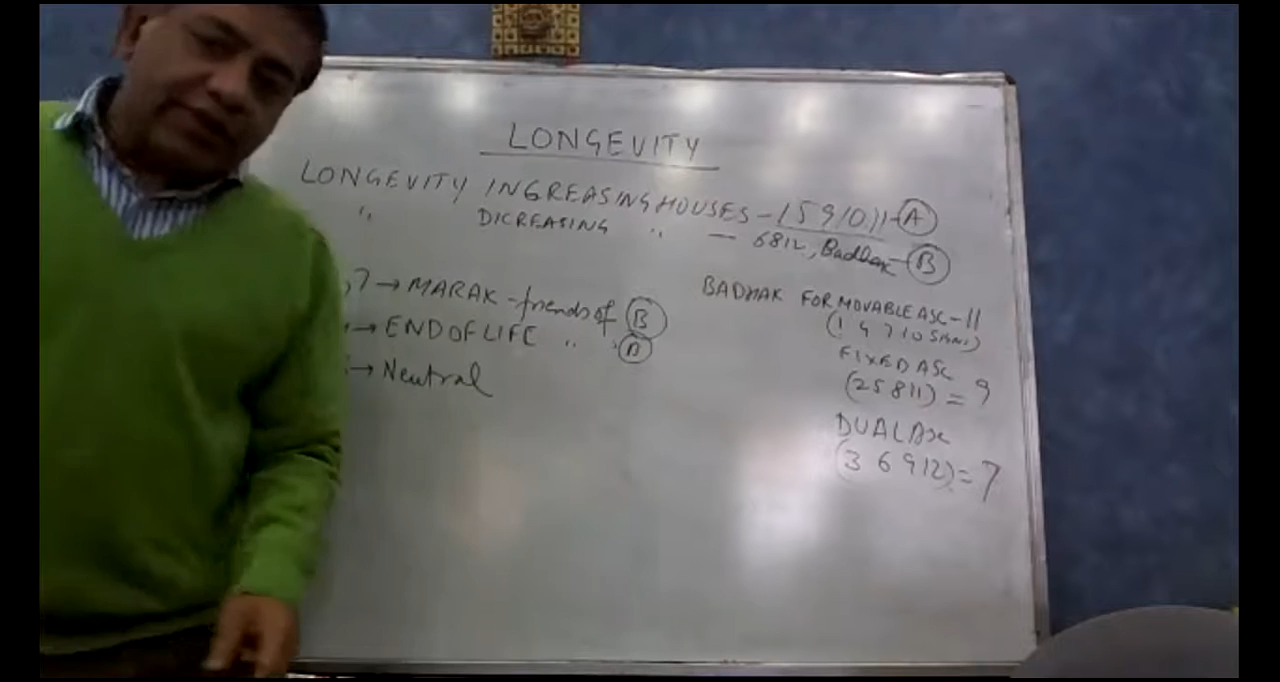 LONGEVITY
LONGEVITY INGREASING HOUSES - 1 5 9 10 11 - A
" DICREASING " - 6 8 12, Badhak - B
,7 → MARAK - friends of B
→ END OF LIFE " " B
→ Neutral
BADHAK FOR MOVABLE ASC - 11
(1 4 7 10 SIGNS)
FIXED ASC
(2 5 8 11) = 9
DUAL ASC
(3 6 9 12) = 7